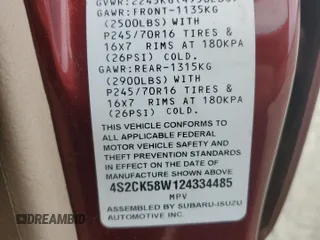 GVWR: 2245KG(4950LBS)
GAWR:FRONT-1135KG
(2500LBS) WITH
P245/70R16 TIRES &
16x7 RIMS AT 180KPA
(26PSI) COLD.
GAWR:REAR-1315KG
(2900LBS) WITH
P245/70R16 TIRES &
16x7 RIMS AT 180KPA
(26PSI) COLD.
THIS VEHICLE CONFORMS TO
ALL APPLICABLE FEDERAL
MOTOR VEHICLE SAFETY AND
THEFT PREVENTION STANDARDS
IN EFFECT ON THE DATE OF
MANUFACTURE SHOWN ABOVE.
4S2CK58W124334485
MPV
ASSEMBLED BY SUBARU-ISUZU
AUTOMOTIVE INC.
DREAMBID